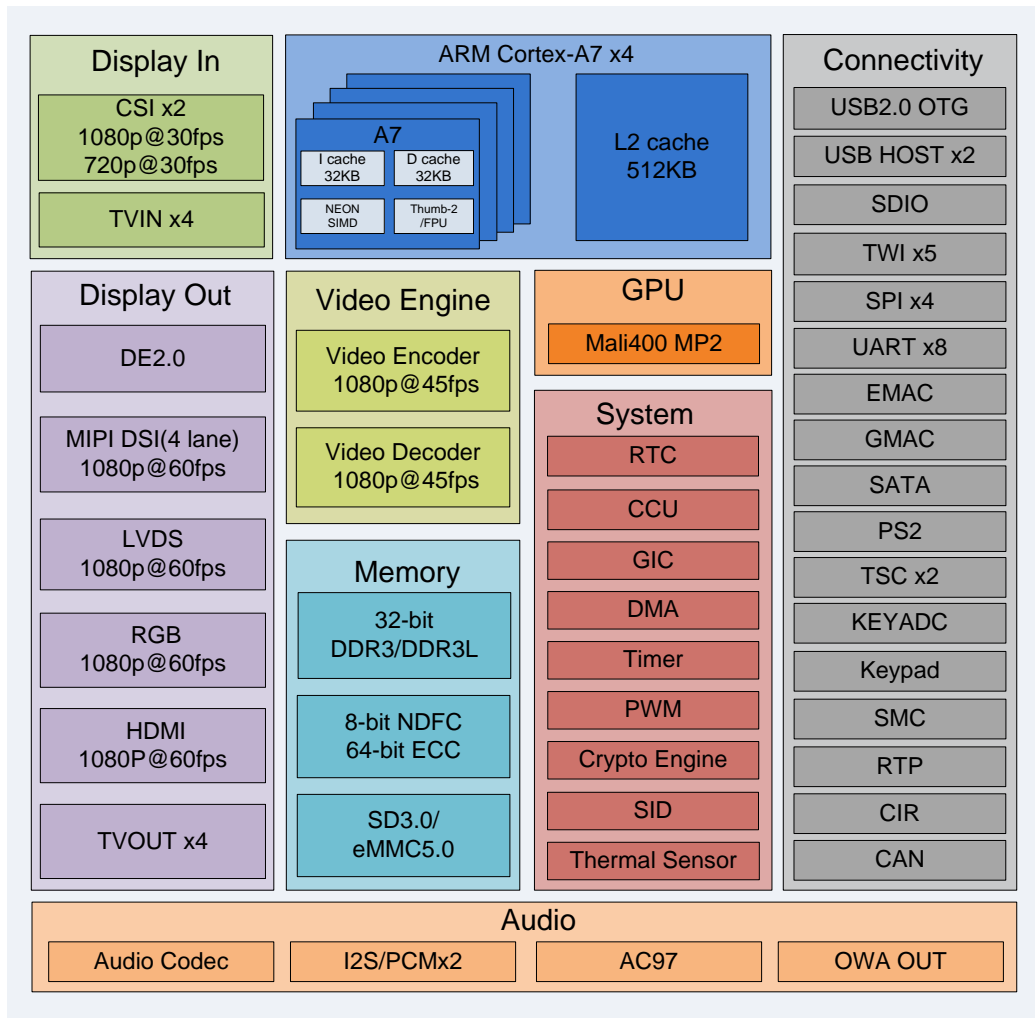 Display In
CSI x2
1080p@30fps
720p@30fps
TVIN x4
ARM Cortex-A7 x4
A7
I cache
32KB
D cache
32KB
NEON
SIMD
Thumb-2
/FPU
L2 cache
512KB
Connectivity
USB2.0 OTG
USB HOST x2
SDIO
TWI x5
SPI x4
UART x8
EMAC
GMAC
SATA
PS2
TSC x2
KEYADC
Keypad
SMC
RTP
CIR
CAN
Display Out
DE2.0
MIPI DSI(4 lane)
1080p@60fps
LVDS
1080p@60fps
RGB
1080p@60fps
HDMI
1080P@60fps
TVOUT x4
Video Engine
Video Encoder
1080p@45fps
Video Decoder
1080p@45fps
GPU
Mali400 MP2
Memory
32-bit
DDR3/DDR3L
8-bit NDFC
64-bit ECC
SD3.0/
eMMC5.0
System
RTC
CCU
GIC
DMA
Timer
PWM
Crypto Engine
SID
Thermal Sensor
Audio
Audio Codec
I2S/PCMx2
AC97
OWA OUT